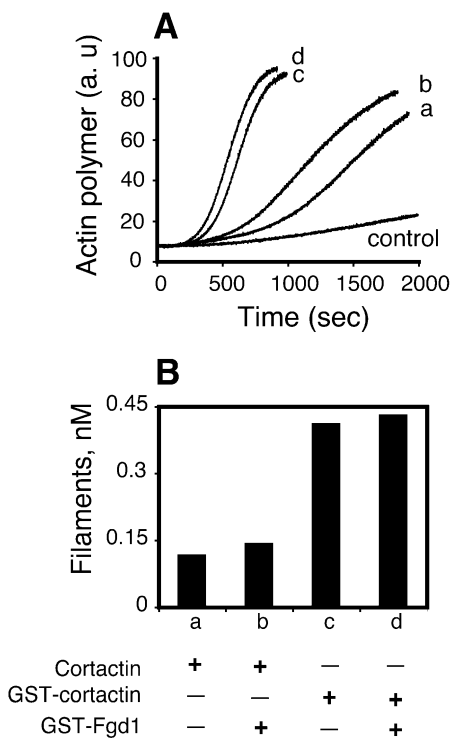 A
Actin polymer (a. u)
100
80
60
40
20
0
d
c
b
a
control
0 500 1000 1500 2000
Time (sec)
B
Filaments, nM
0.45
0.3
0.15
0
a b c d
Cortactin + + — —
GST-cortactin — — + +
GST-Fgd1 — + — +